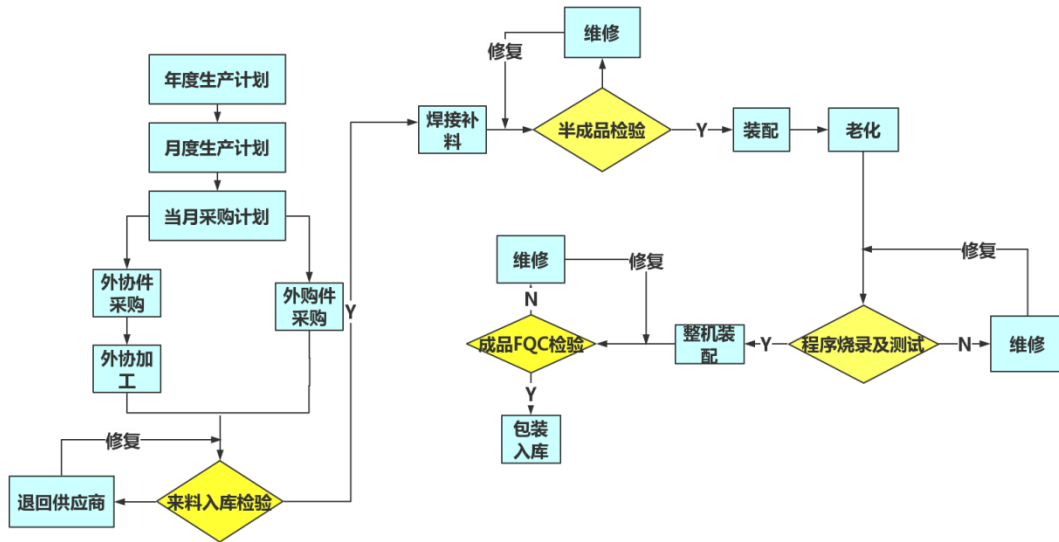 年度生产计划
月度生产计划
当月采购计划
外协件
采购
外购件
采购
外协加
工
修复
退回供应商
来料入库检验
Y
焊接补
料
修复
维修
半成品检验
Y
装配
老化
修复
维修
N
程序烧录及测试
Y
整机装
配
修复
维修
N
成品FQC检验
Y
包装
入库